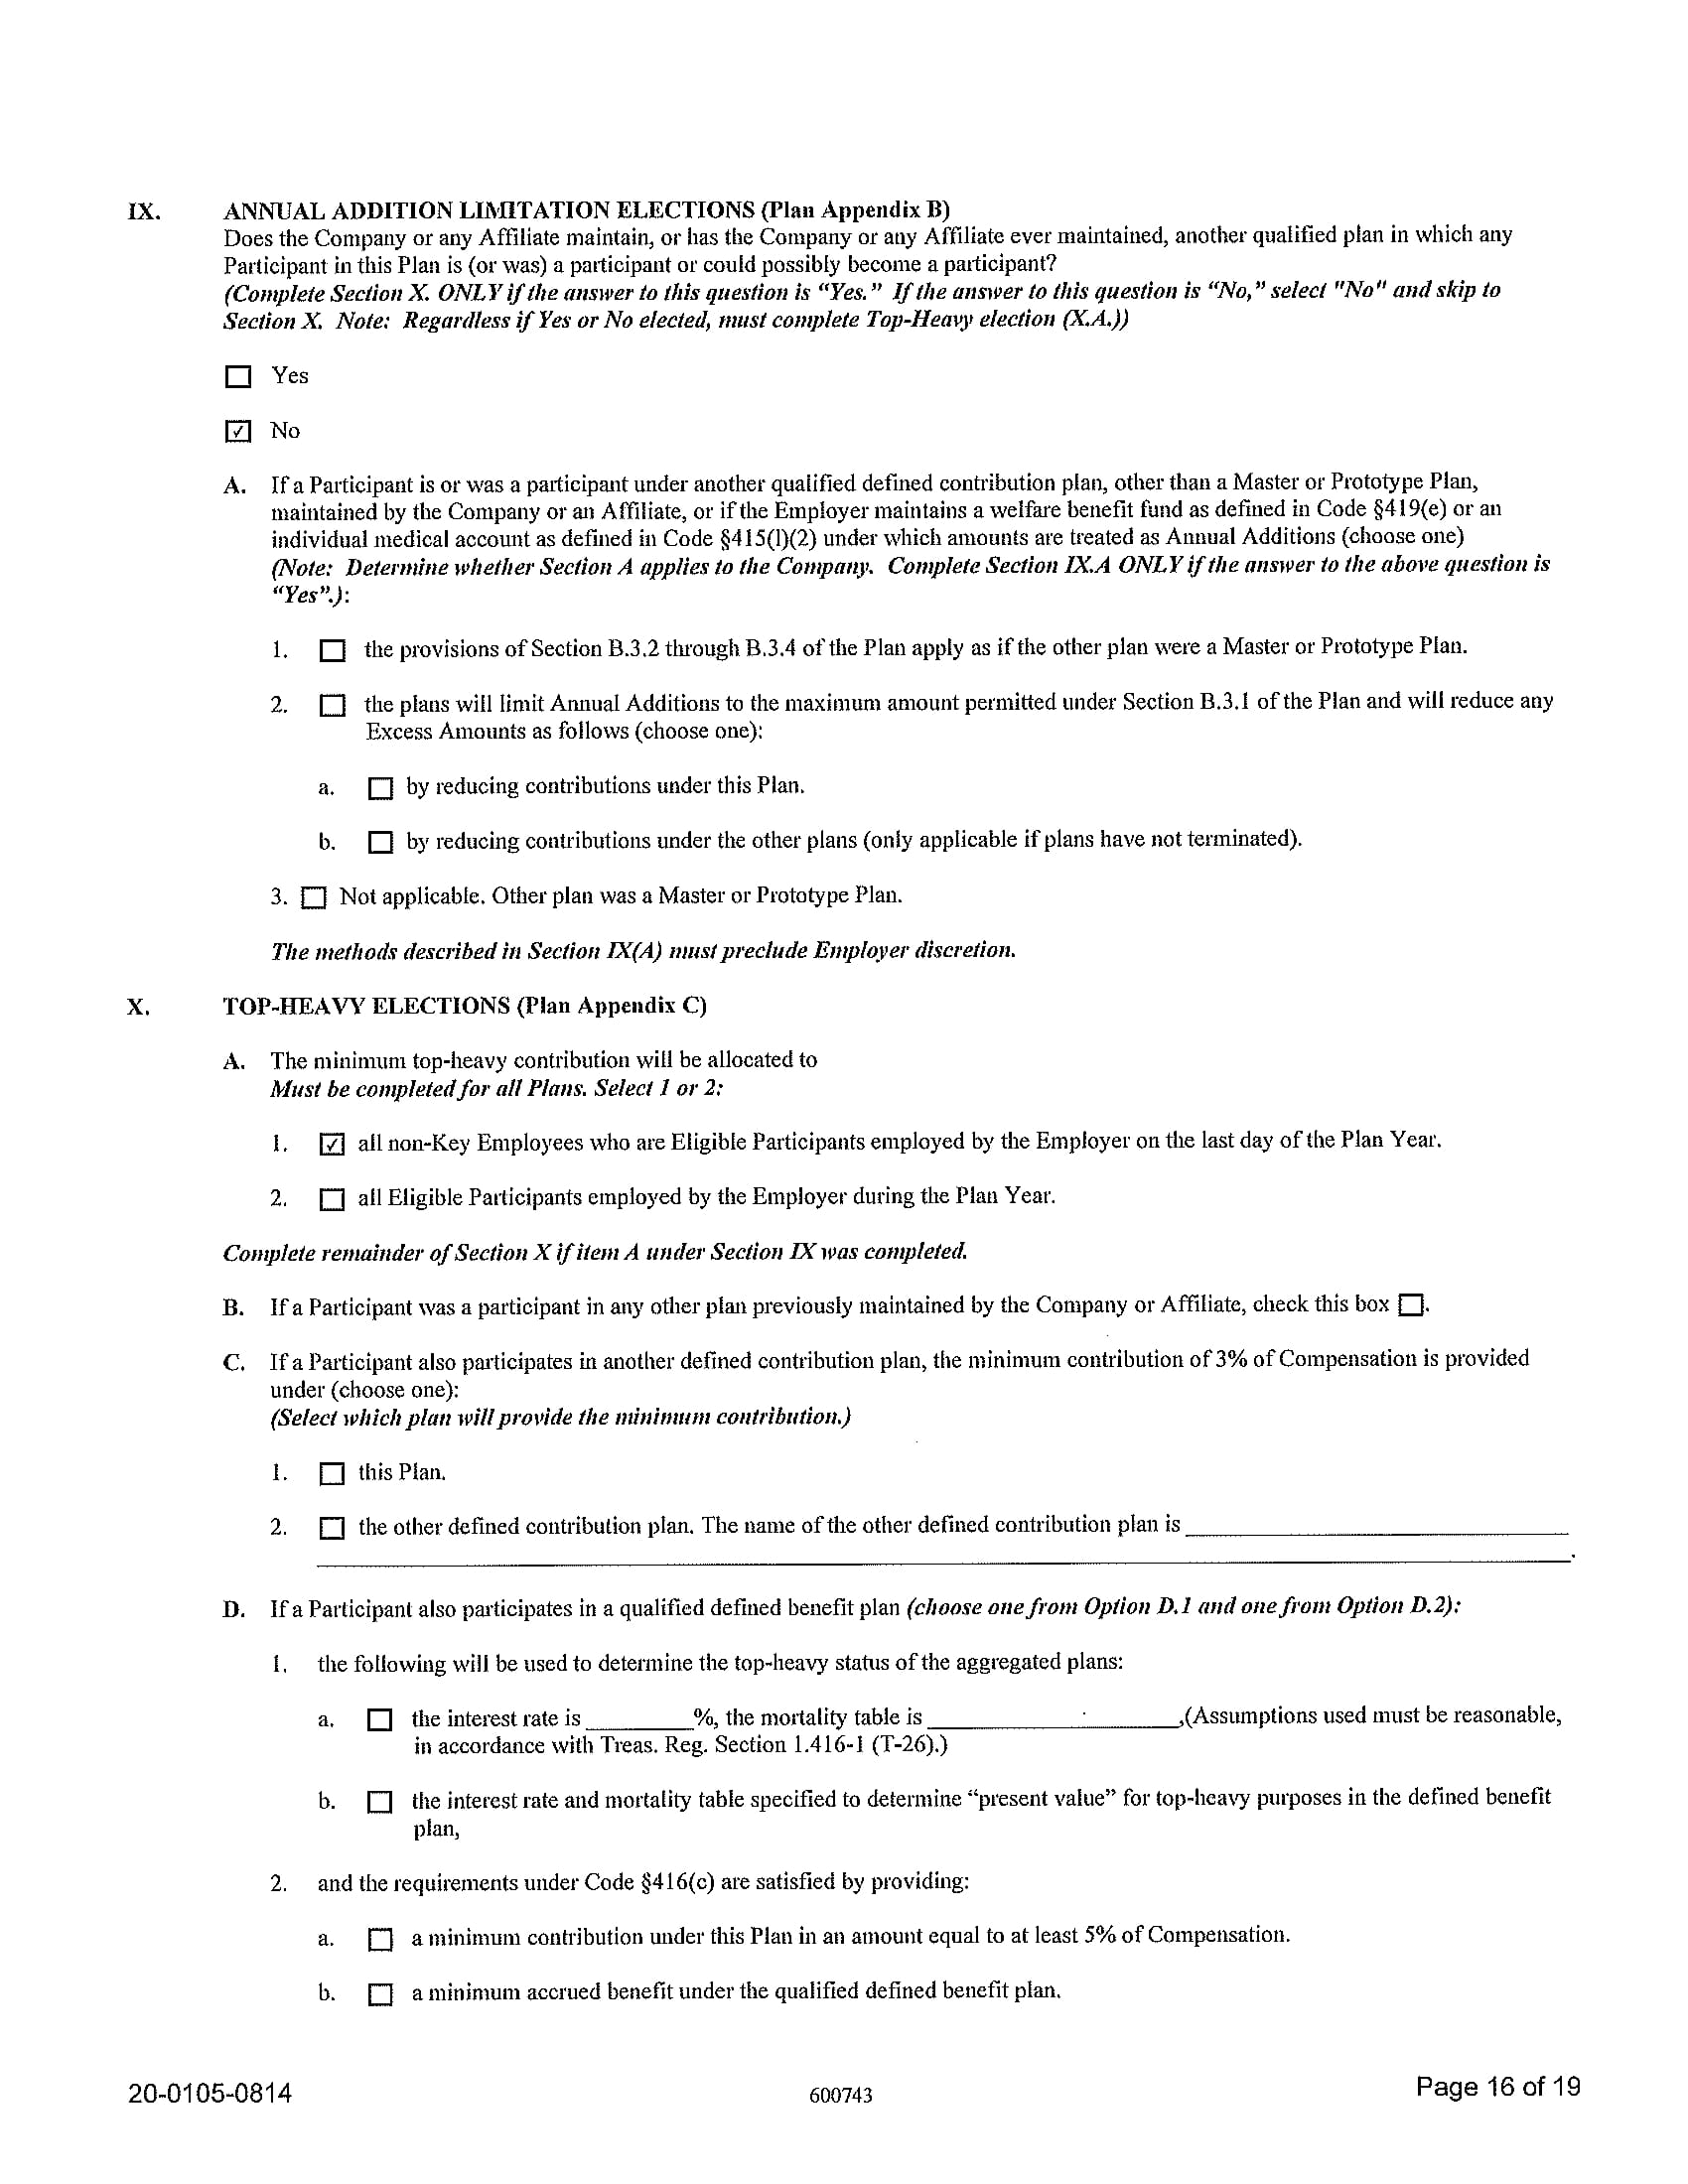 IX. ANNUAL ADDITION LIMITATION ELECTIONS (Plan Appendix B)
Does the Company or any Affiliate maintain, or has the Company or any Affiliate ever maintained, another qualified plan in which any
Participant in this Plan is (or was) a participant or could possibly become a participant?
(Complete Section X. ONLY if the answer to this question is “Yes.” If the answer to this question is “No,” select "No" and skip to
Section X. Note: Regardless if Yes or No elected, must complete Top-Heavy election (X.A.))
☐ Yes
☑ No
A. If a Participant is or was a participant under another qualified defined contribution plan, other than a Master or Prototype Plan,
maintained by the Company or an Affiliate, or if the Employer maintains a welfare benefit fund as defined in Code §419(e) or an
individual medical account as defined in Code §415(l)(2) under which amounts are treated as Annual Additions (choose one)
(Note: Determine whether Section A applies to the Company. Complete Section IX.A ONLY if the answer to the above question is
“Yes”.):
1. ☐ the provisions of Section B.3.2 through B.3.4 of the Plan apply as if the other plan were a Master or Prototype Plan.
2. ☐ the plans will limit Annual Additions to the maximum amount permitted under Section B.3.1 of the Plan and will reduce any
Excess Amounts as follows (choose one):
a. ☐ by reducing contributions under this Plan.
b. ☐ by reducing contributions under the other plans (only applicable if plans have not terminated).
3. ☐ Not applicable. Other plan was a Master or Prototype Plan.
The methods described in Section IX(A) must preclude Employer discretion.
X. TOP-HEAVY ELECTIONS (Plan Appendix C)
A. The minimum top-heavy contribution will be allocated to
Must be completed for all Plans. Select 1 or 2:
1. ☑ all non-Key Employees who are Eligible Participants employed by the Employer on the last day of the Plan Year.
2. ☐ all Eligible Participants employed by the Employer during the Plan Year.
Complete remainder of Section X if item A under Section IX was completed.
B. If a Participant was a participant in any other plan previously maintained by the Company or Affiliate, check this box ☐.
C. If a Participant also participates in another defined contribution plan, the minimum contribution of 3% of Compensation is provided
under (choose one):
(Select which plan will provide the minimum contribution.)
1. ☐ this Plan.
2. ☐ the other defined contribution plan. The name of the other defined contribution plan is ______
______.
D. If a Participant also participates in a qualified defined benefit plan (choose one from Option D.1 and one from Option D.2):
1. the following will be used to determine the top-heavy status of the aggregated plans:
a. ☐ the interest rate is ______%, the mortality table is ______,(Assumptions used must be reasonable,
in accordance with Treas. Reg. Section 1.416-1 (T-26).)
b. ☐ the interest rate and mortality table specified to determine “present value” for top-heavy purposes in the defined benefit
plan,
2. and the requirements under Code §416(c) are satisfied by providing:
a. ☐ a minimum contribution under this Plan in an amount equal to at least 5% of Compensation.
b. ☐ a minimum accrued benefit under the qualified defined benefit plan.
20-0105-0814 600743 Page 16 of 19